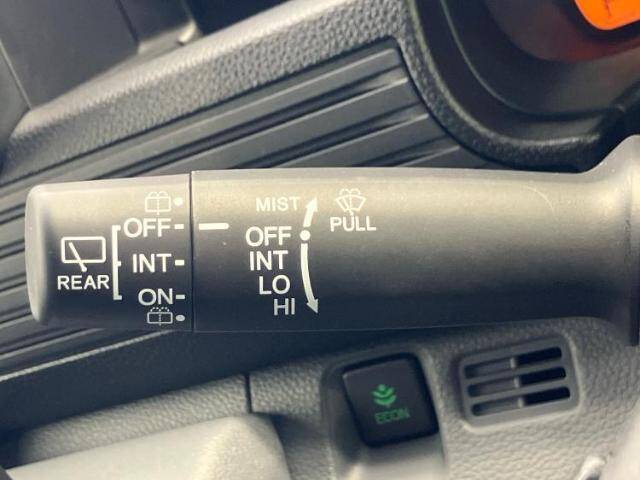 MIST
PULL
OFF
INT
LO
HI
REAR
OFF
INT
ON
ECON